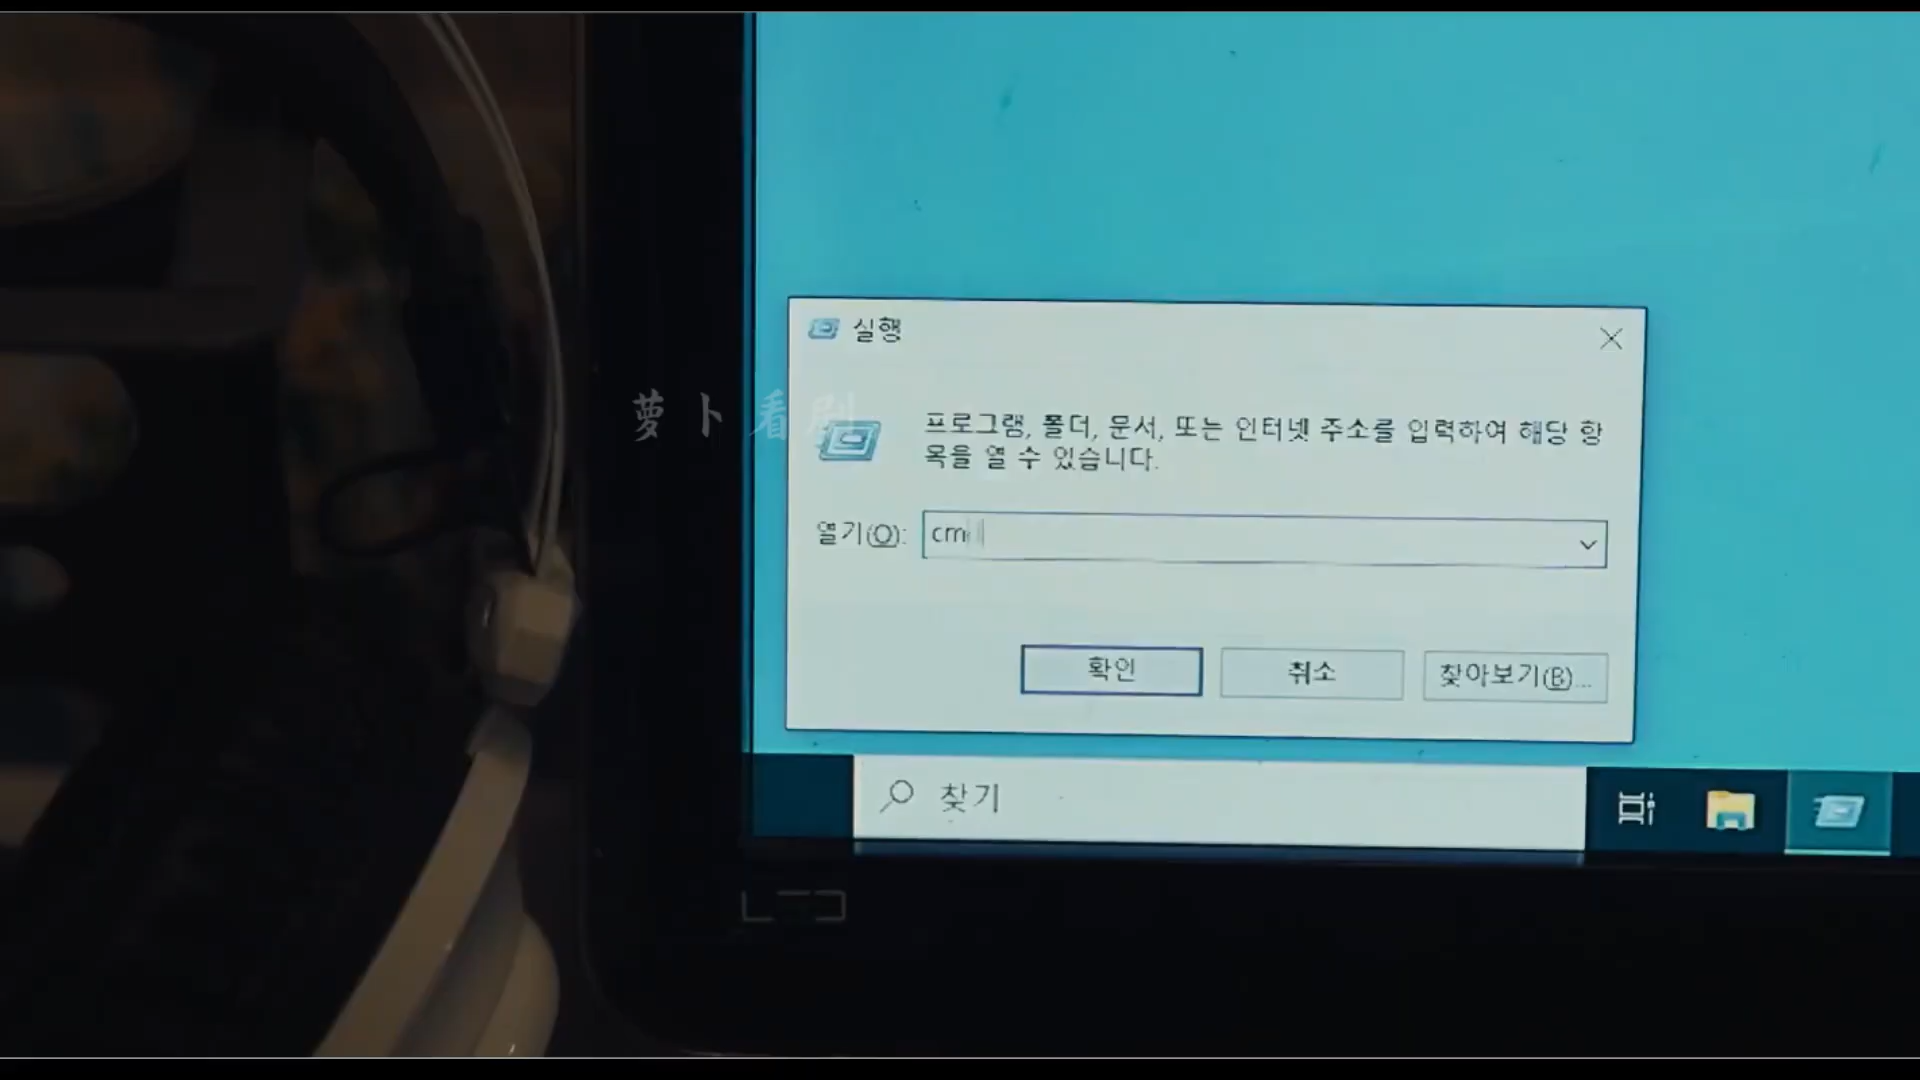 실행
萝卜看剧
프로그램, 폴더, 문서, 또는 인터넷 주소를 입력하여 해당 항
목을 열 수 있습니다.
열기(O): cm
확인 취소 찾아보기(B)...
찾기